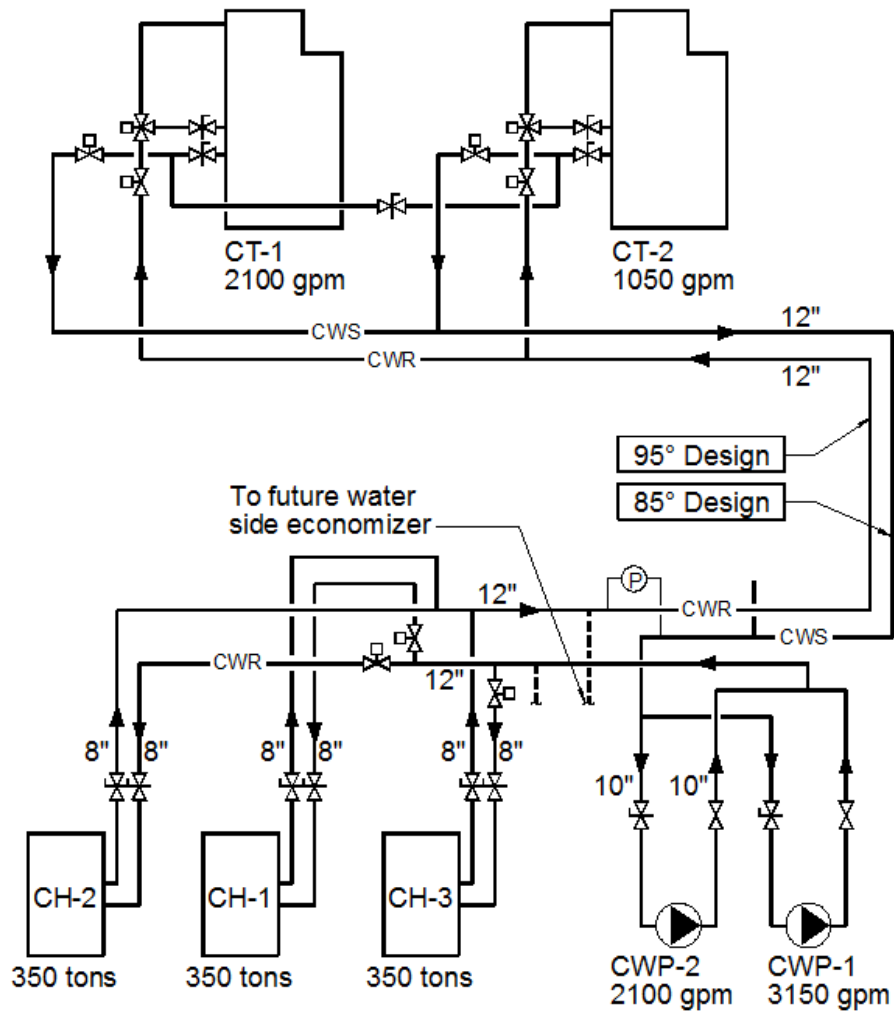 CT-1
2100 gpm
CT-2
1050 gpm
CWS
12"
CWR
12"
95° Design
85° Design
To future water
side economizer
P
12"
CWR
CWS
CWR
12"
8"
8"
8"
8"
8"
8"
10"
10"
CH-2
CH-1
CH-3
350 tons
350 tons
350 tons
CWP-2
2100 gpm
CWP-1
3150 gpm